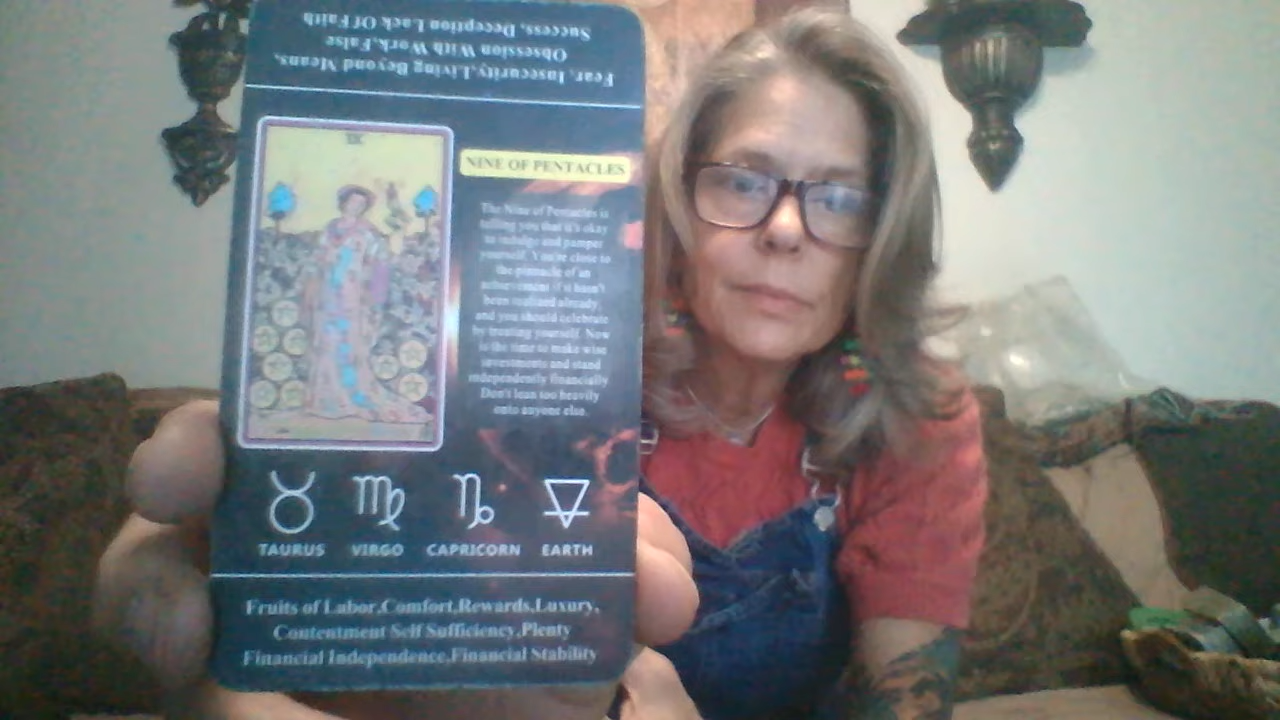 Fear, Insecurity,Living Beyond Means,
Obsession With Work,False
Success, Deception Lack Of Faith
IX
NINE OF PENTACLES
The Nine of Pentacles is
telling you that it's okay
to indulge and pamper
yourself. You're close to
the pinnacle of an
achievement if it hasn't
been realized already,
and you should celebrate
by treating yourself. Now
is the time to make wise
investments and stand
independently financially
Don't lean too heavily
onto anyone else.
TAURUS VIRGO CAPRICORN EARTH
Fruits of Labor,Comfort,Rewards,Luxury,
Contentment Self Sufficiency,Plenty
Financial Independence,Financial Stability